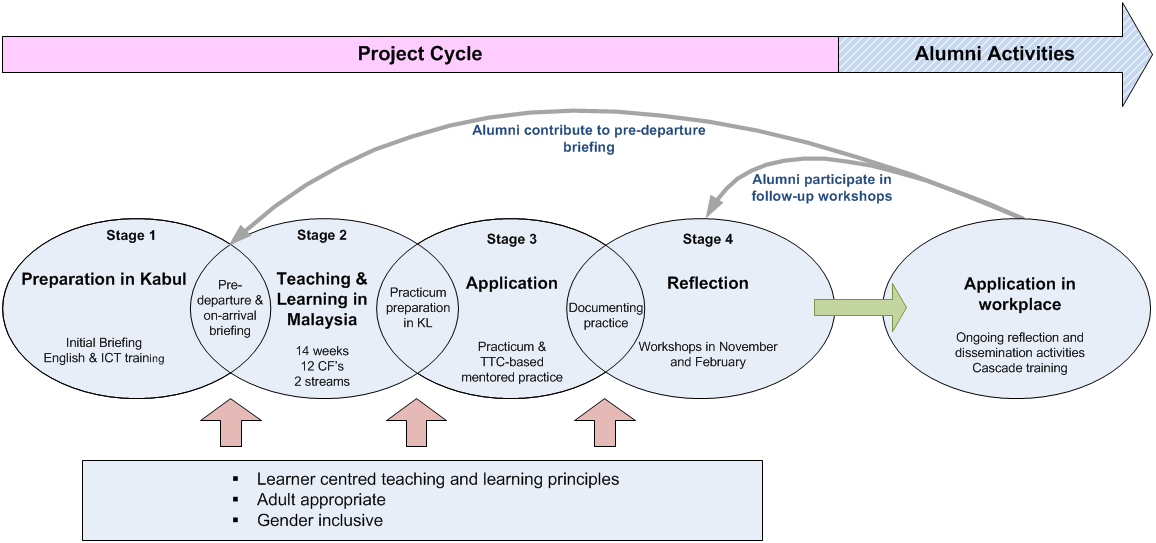 Project Cycle
Alumni Activities
Alumni contribute to pre-departure
briefing
Alumni participate in
follow-up workshops
Stage 1
Preparation in Kabul
Initial Briefing
English & ICT training
Pre-
departure &
on-arrival
briefing
Stage 2
Teaching &
Learning in
Malaysia
14 weeks
12 CF's
2 streams
Practicum
preparation
in KL
Stage 3
Application
Practicum &
TTC-based
mentored practice
Documenting
practice
Stage 4
Reflection
Workshops in November
and February
Application in
workplace
Ongoing reflection and
dissemination activities
Cascade training
▪ Learner centred teaching and learning principles
▪ Adult appropriate
▪ Gender inclusive